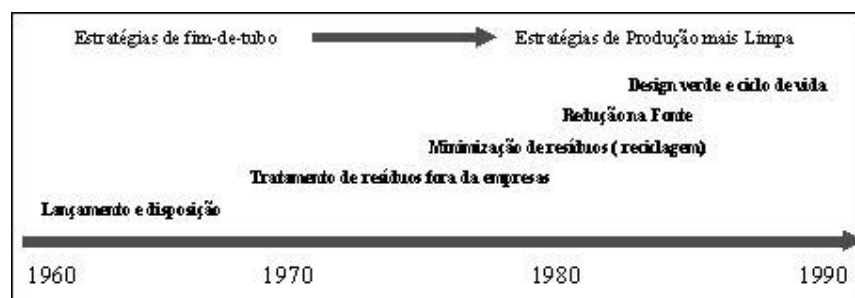 Estratégias de fim-de-tubo Estratégias de Produção mais Limpa
Design verde e ciclo de vida
Redução na Fonte
Minimização de resíduos ( reciclagem)
Tratamento de resíduos fora da empresas
Lançamento e disposição
1960 1970 1980 1990